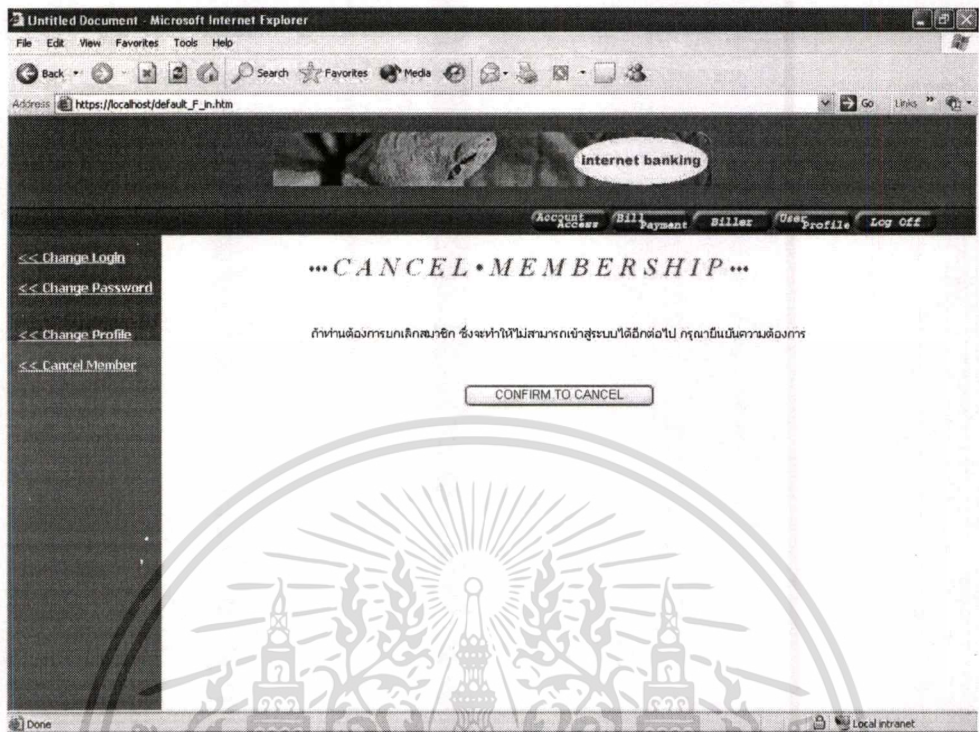 Untitled Document - Microsoft Internet Explorer
File Edit View Favorites Tools Help
Back Search Favorites Media
Address https://localhost/default_F_in.htm Go Links »
internet banking
Account Access Bill Payment Biller User Profile Log Off
<< Change Login
<< Change Password
<< Change Profile
<< Cancel Member
•••CANCEL•MEMBERSHIP•••
ถ้าท่านต้องการยกเลิกสมาชิก ซึ่งจะทำให้ไม่สามารถเข้าสู่ระบบได้อีกต่อไป กรุณายืนยันความต้องการ
CONFIRM TO CANCEL
Done Local intranet